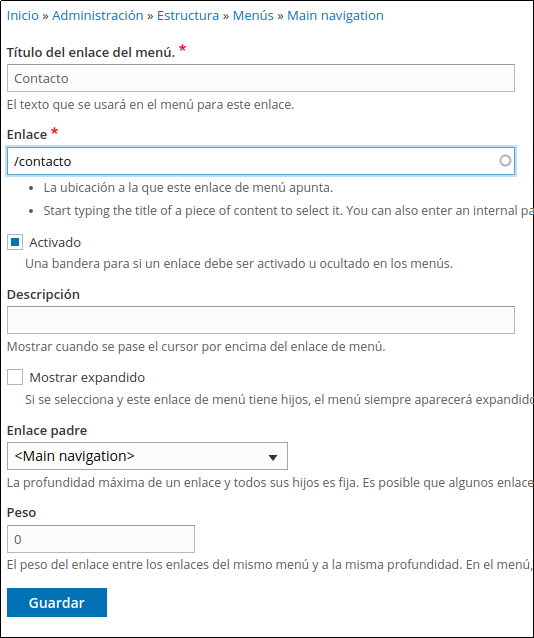 Inicio » Administración » Estructura » Menús » Main navigation
Título del enlace del menú. *
Contacto
El texto que se usará en el menú para este enlace.
Enlace *
/contacto
• La ubicación a la que este enlace de menú apunta.
• Start typing the title of a piece of content to select it. You can also enter an internal pa
Activado
Una bandera para si un enlace debe ser activado u ocultado en los menús.
Descripción
Mostrar cuando se pase el cursor por encima del enlace de menú.
Mostrar expandido
Si se selecciona y este enlace de menú tiene hijos, el menú siempre aparecerá expandido
Enlace padre
<Main navigation>
La profundidad máxima de un enlace y todos sus hijos es fija. Es posible que algunos enlace
Peso
0
El peso del enlace entre los enlaces del mismo menú y a la misma profundidad. En el menú,
Guardar